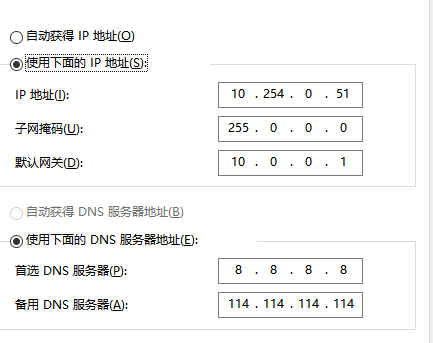 自动获得 IP 地址(O)
使用下面的 IP 地址(S):
IP 地址(I): 10 . 254 . 0 . 51
子网掩码(U): 255 . 0 . 0 . 0
默认网关(D): 10 . 0 . 0 . 1
自动获得 DNS 服务器地址(B)
使用下面的 DNS 服务器地址(E):
首选 DNS 服务器(P): 8 . 8 . 8 . 8
备用 DNS 服务器(A): 114 . 114 . 114 . 114